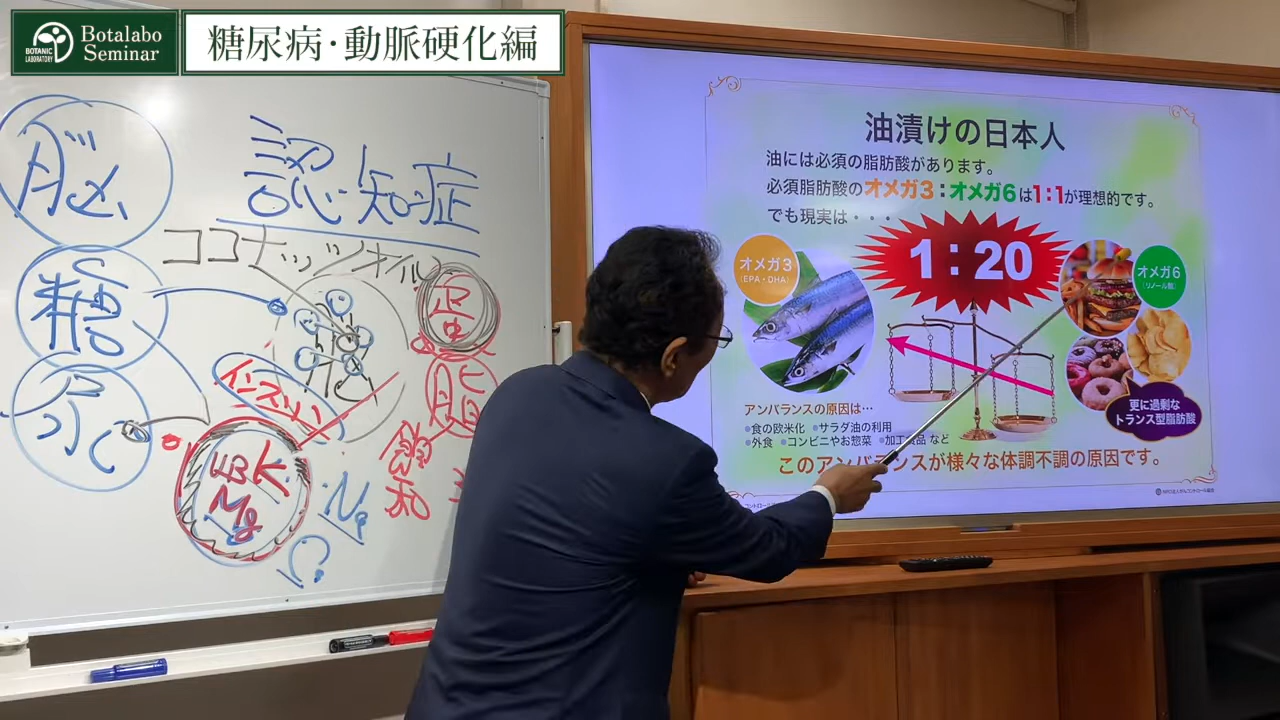 BOTANIC
LABORATORY
Botalabo
Seminar
糖尿病・動脈硬化編
脳
認知症
ココナッツオイル
糖
蛋
脂
インスリン
尿
K
Mg
飽和
油漬けの日本人
油には必須の脂肪酸があります。
必須脂肪酸のオメガ3：オメガ6は1:1が理想的です。
でも現実は・・・
1：20
オメガ3
(EPA・DHA)
オメガ6
(リノール酸)
更に過剰な
トランス型脂肪酸
アンバランスの原因は…
●食の欧米化 ●サラダ油の利用
●外食 ●コンビニやお惣菜 ●加工食品 など
このアンバランスが様々な体調不調の原因です。